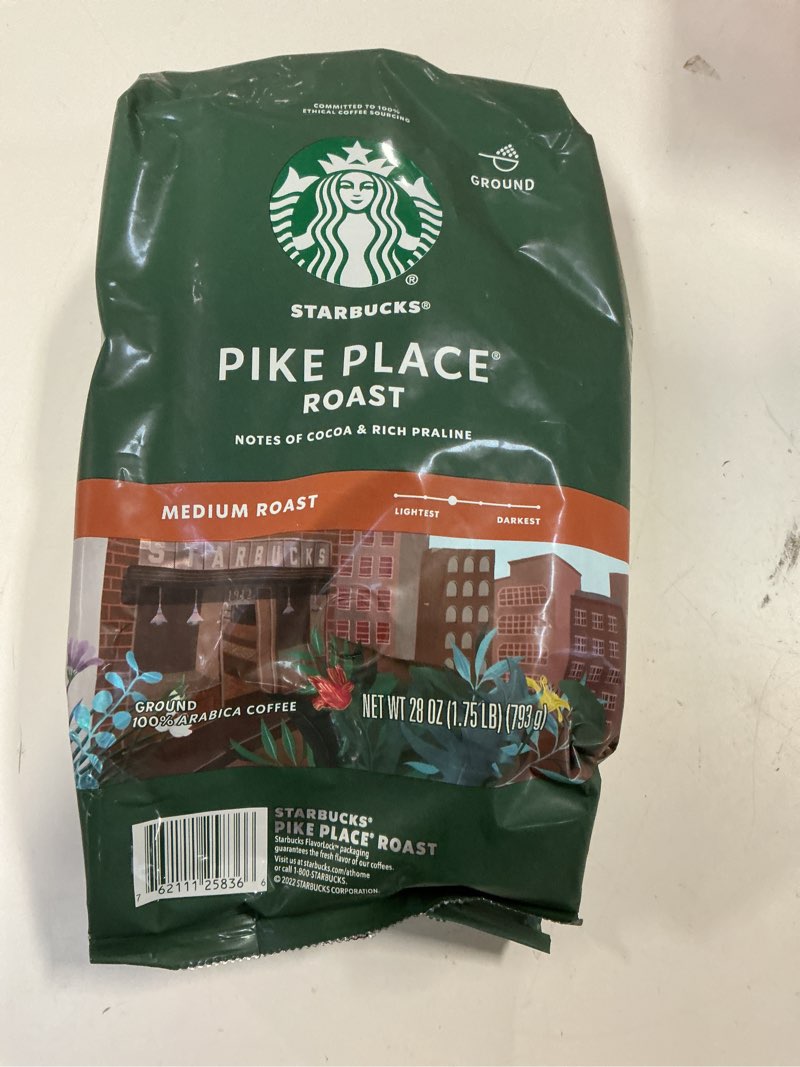 COMMITTED TO 100%
ETHICAL COFFEE SOURCING
GROUND
STARBUCKS®
PIKE PLACE®
ROAST
NOTES OF COCOA & RICH PRALINE
MEDIUM ROAST
LIGHTEST
DARKEST
STARBUCKS
1912
GROUND
100% ARABICA COFFEE
NET WT 28 OZ (1.75 LB) (793 g)
STARBUCKS®
PIKE PLACE® ROAST
Starbucks FlavorLock™ packaging
guarantees the fresh flavor of our coffees.
Visit us at starbucks.com/athome
or call 1-800-STARBUCKS.
© 2022 STARBUCKS CORPORATION.
7 62111 25836 6